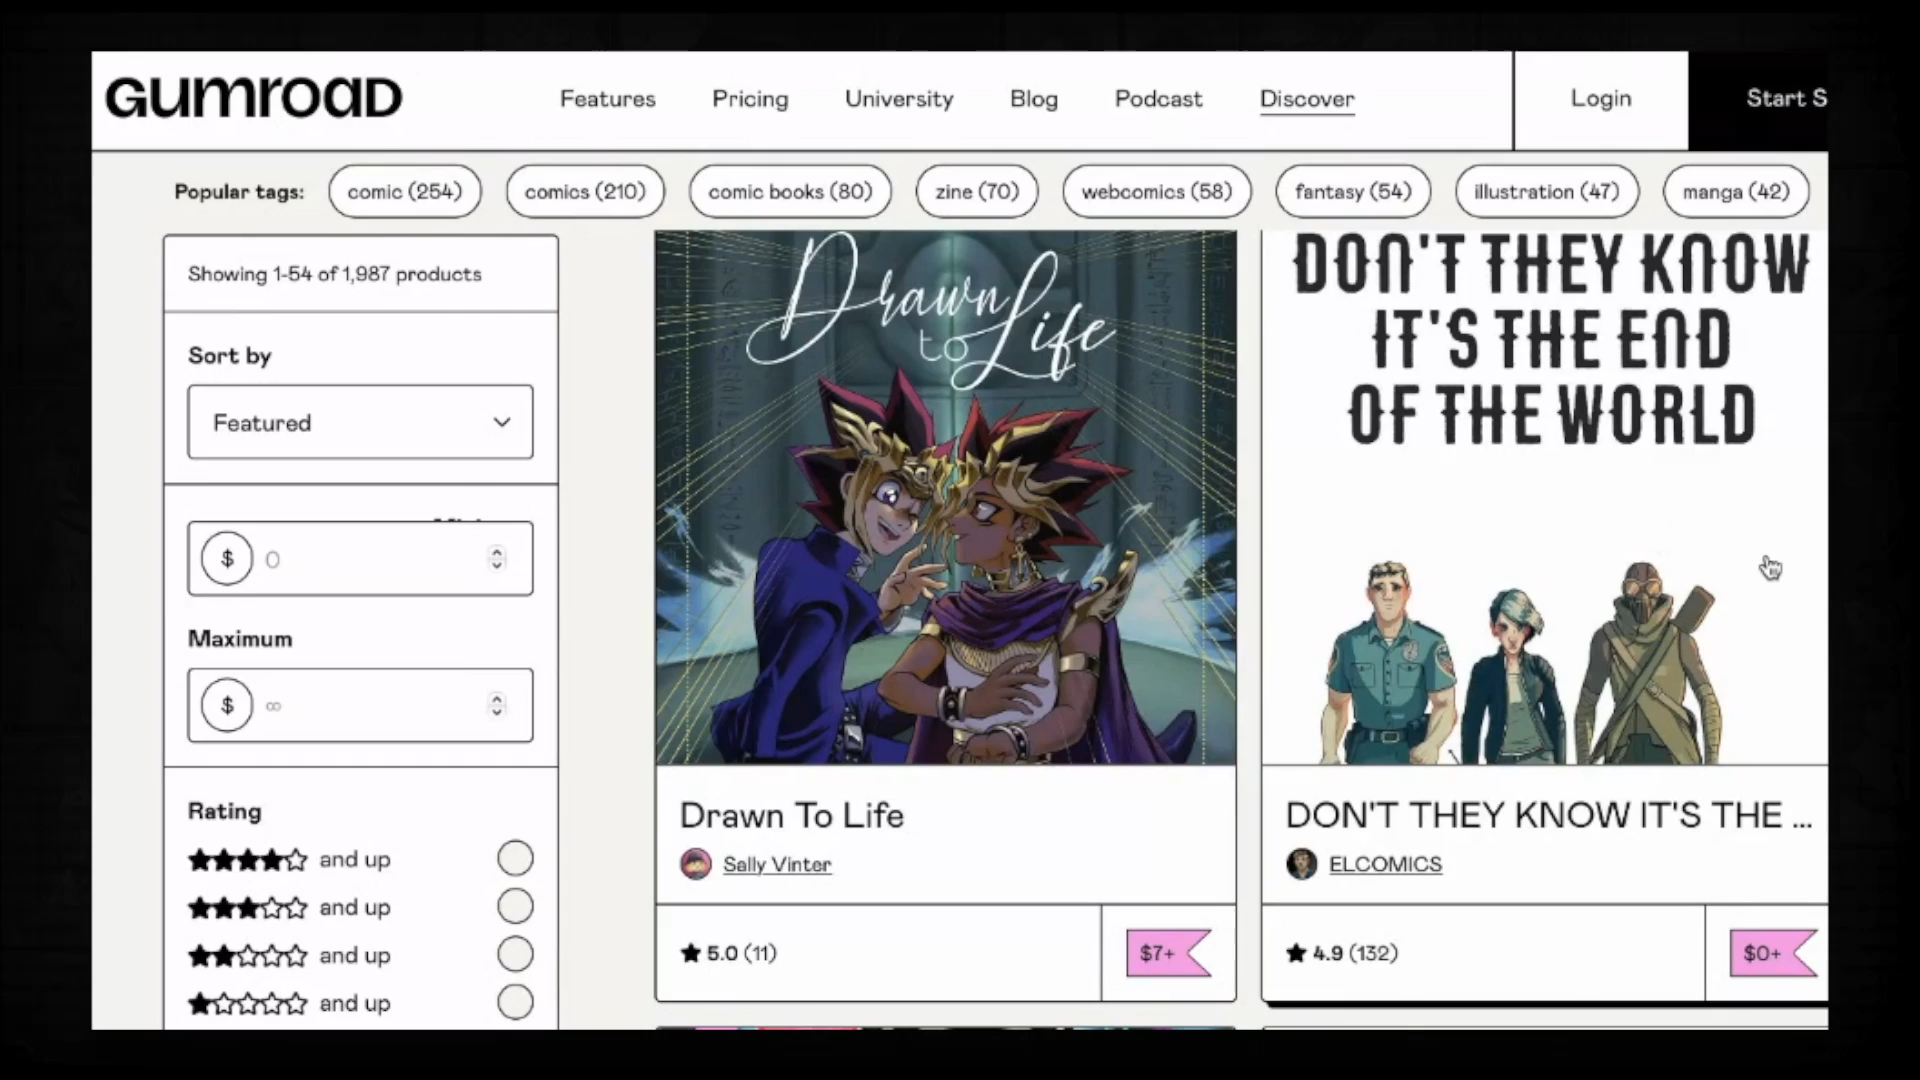 GUMROAD
Features
Pricing
University
Blog
Podcast
Discover
Login
Start S
Popular tags:
comic (254)
comics (210)
comic books (80)
zine (70)
webcomics (58)
fantasy (54)
illustration (47)
manga (42)
Showing 1-54 of 1,987 products
Sort by
Featured
$ 0
Maximum
$ ∞
Rating
and up
and up
and up
and up
Drawn
to Life
Drawn To Life
Sally Vinter
5.0 (11)
$7+
DON'T THEY KNOW
IT'S THE END
OF THE WORLD
DON'T THEY KNOW IT'S THE ...
ELCOMICS
4.9 (132)
$0+